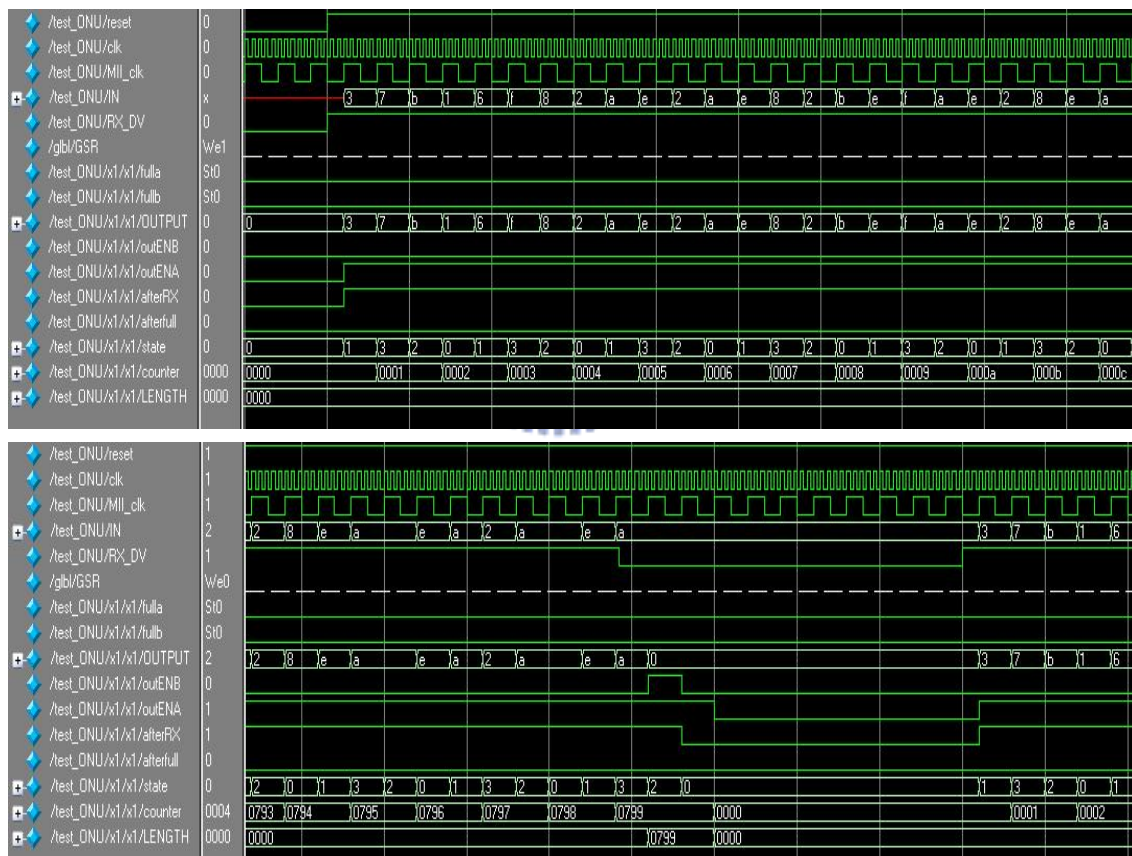 /test_ONU/reset 0
/test_ONU/clk 0
/test_ONU/MII_clk 0
/test_ONU/IN x 3 7 b 1 6 f 8 2 a e 2 a e 8 2 b e f a e 2 8 e a
/test_ONU/RX_DV 0
/glbl/GSR We1
/test_ONU/x1/x1/fulla St0
/test_ONU/x1/x1/fullb St0
/test_ONU/x1/x1/OUTPUT 0 0 3 7 b 1 6 f 8 2 a e 2 a e 8 2 b e f a e 2 8 e a
/test_ONU/x1/x1/outENB 0
/test_ONU/x1/x1/outENA 0
/test_ONU/x1/x1/afterRX 0
/test_ONU/x1/x1/afterfull 0
/test_ONU/x1/x1/state 0 0 1 3 2 0 1 3 2 0 1 3 2 0 1 3 2 0 1 3 2 0 1 3 2 0
/test_ONU/x1/x1/counter 0000 0000 0001 0002 0003 0004 0005 0006 0007 0008 0009 000a 000b 000c
/test_ONU/x1/x1/LENGTH 0000 0000
/test_ONU/reset 1
/test_ONU/clk 1
/test_ONU/MII_clk 1
/test_ONU/IN 2 2 8 e a e a 2 a e a 3 7 b 1 6
/test_ONU/RX_DV 1
/glbl/GSR We0
/test_ONU/x1/x1/fulla St0
/test_ONU/x1/x1/fullb St0
/test_ONU/x1/x1/OUTPUT 2 2 8 e a e a 2 a e a 0 3 7 b 1 6
/test_ONU/x1/x1/outENB 0
/test_ONU/x1/x1/outENA 1
/test_ONU/x1/x1/afterRX 1
/test_ONU/x1/x1/afterfull 0
/test_ONU/x1/x1/state 2 2 0 1 3 2 0 1 3 2 0 1 3 2 0 1 3 2 0 1
/test_ONU/x1/x1/counter 0004 0793 0794 0795 0796 0797 0798 0799 0000 0001 0002
/test_ONU/x1/x1/LENGTH 0000 0000 0799 0000